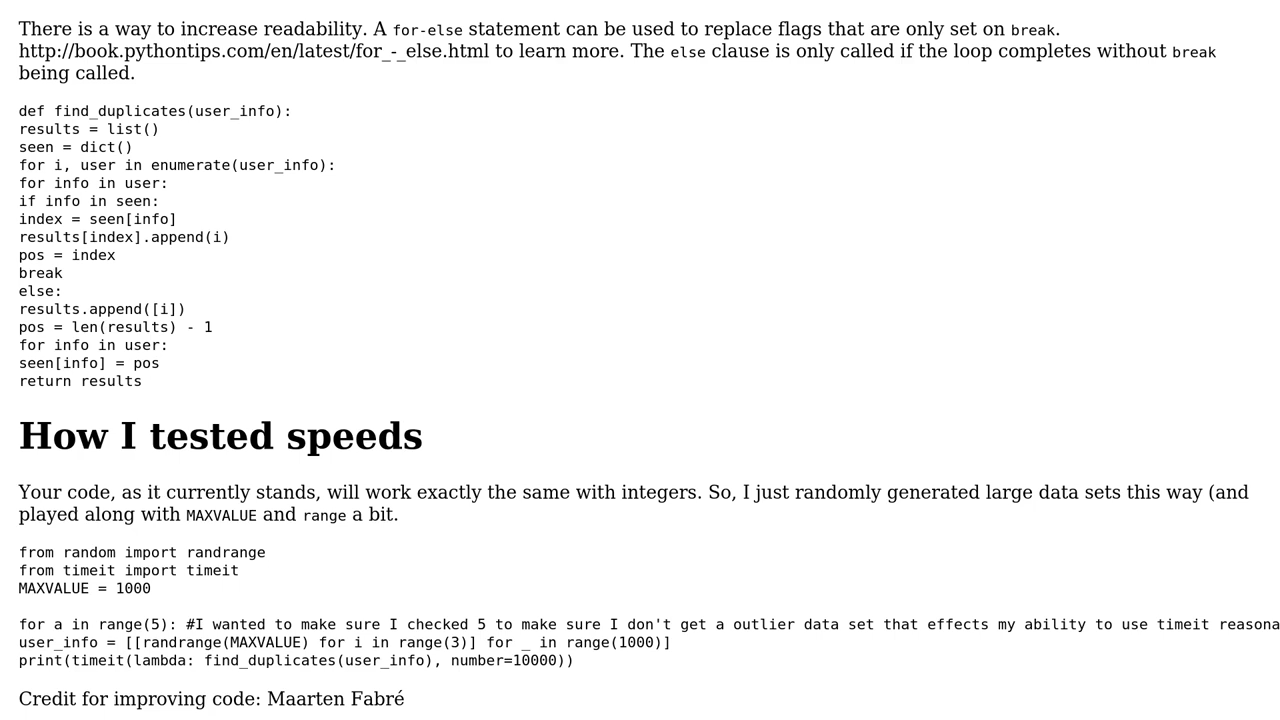 There is a way to increase readability. A for-else statement can be used to replace flags that are only set on break.
http://book.pythontips.com/en/latest/for_-_else.html to learn more. The else clause is only called if the loop completes without break
being called.
def find_duplicates(user_info):
results = list()
seen = dict()
for i, user in enumerate(user_info):
for info in user:
if info in seen:
index = seen[info]
results[index].append(i)
pos = index
break
else:
results.append([i])
pos = len(results) - 1
for info in user:
seen[info] = pos
return results
How I tested speeds
Your code, as it currently stands, will work exactly the same with integers. So, I just randomly generated large data sets this way (and
played along with MAXVALUE and range a bit.
from random import randrange
from timeit import timeit
MAXVALUE = 1000
for a in range(5): #I wanted to make sure I checked 5 to make sure I don't get a outlier data set that effects my ability to use timeit reasona
user_info = [[randrange(MAXVALUE) for i in range(3)] for _ in range(1000)]
print(timeit(lambda: find_duplicates(user_info), number=10000))
Credit for improving code: Maarten Fabré